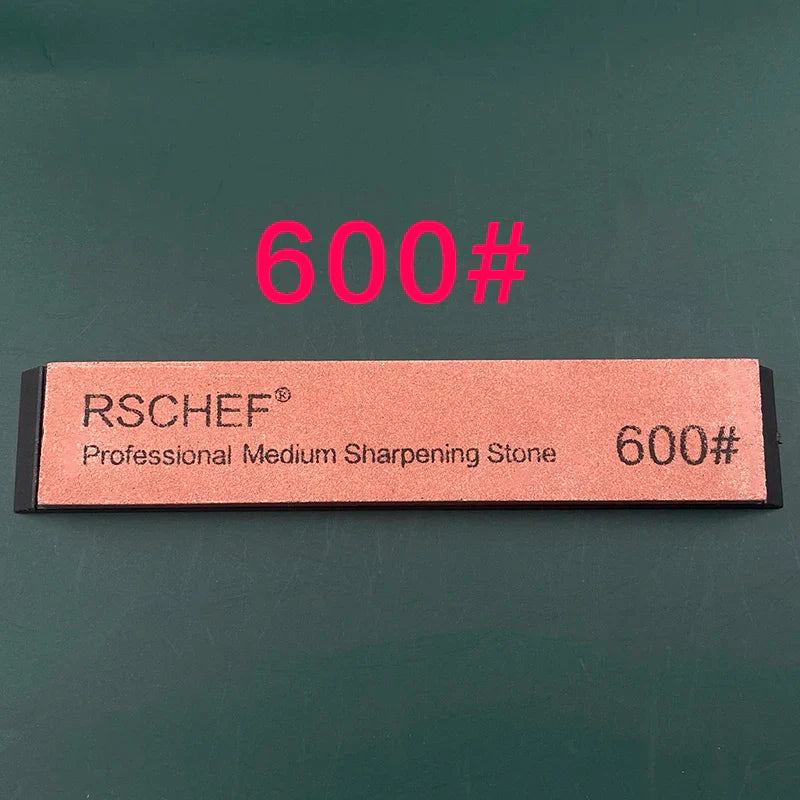 600#
RSCHEF®
Professional Medium Sharpening Stone
600#